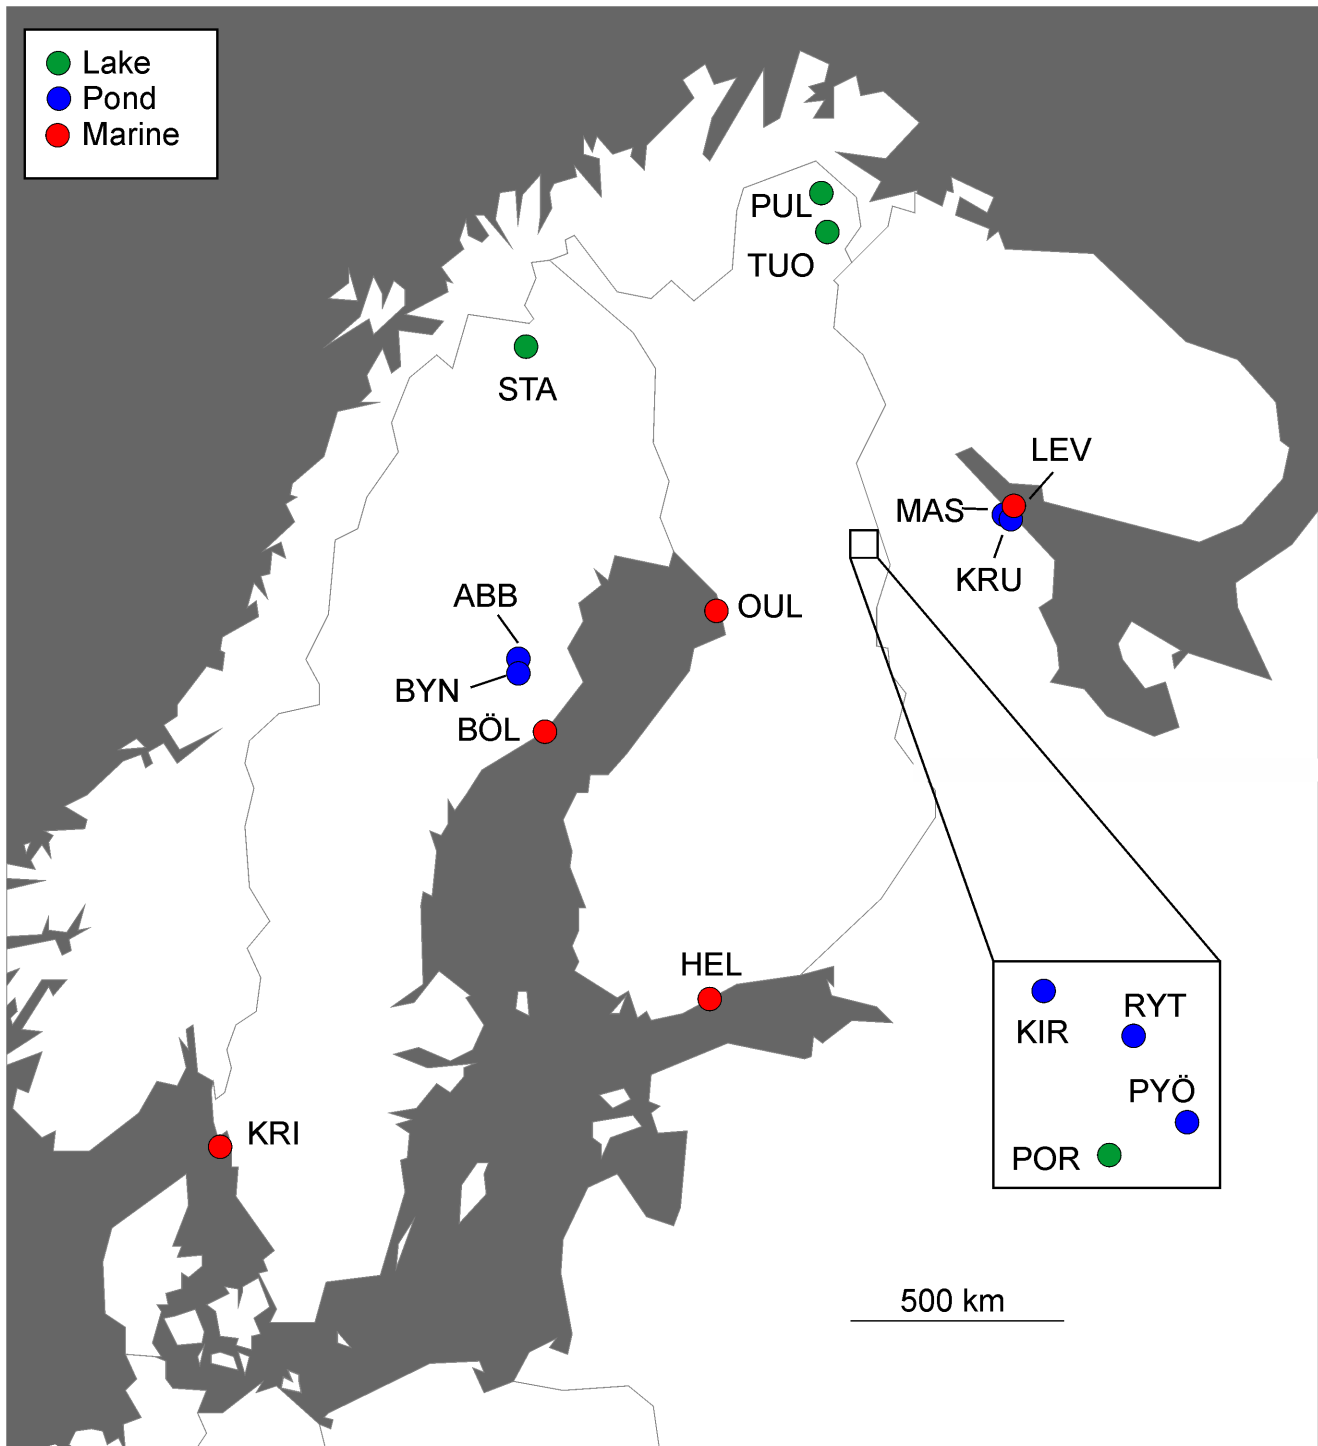 Lake
Pond
Marine
PUL
TUO
STA
LEV
MAS
KRU
ABB
OUL
BYN
BÖL
HEL
KIR
RYT
PYÖ
POR
KRI
500 km